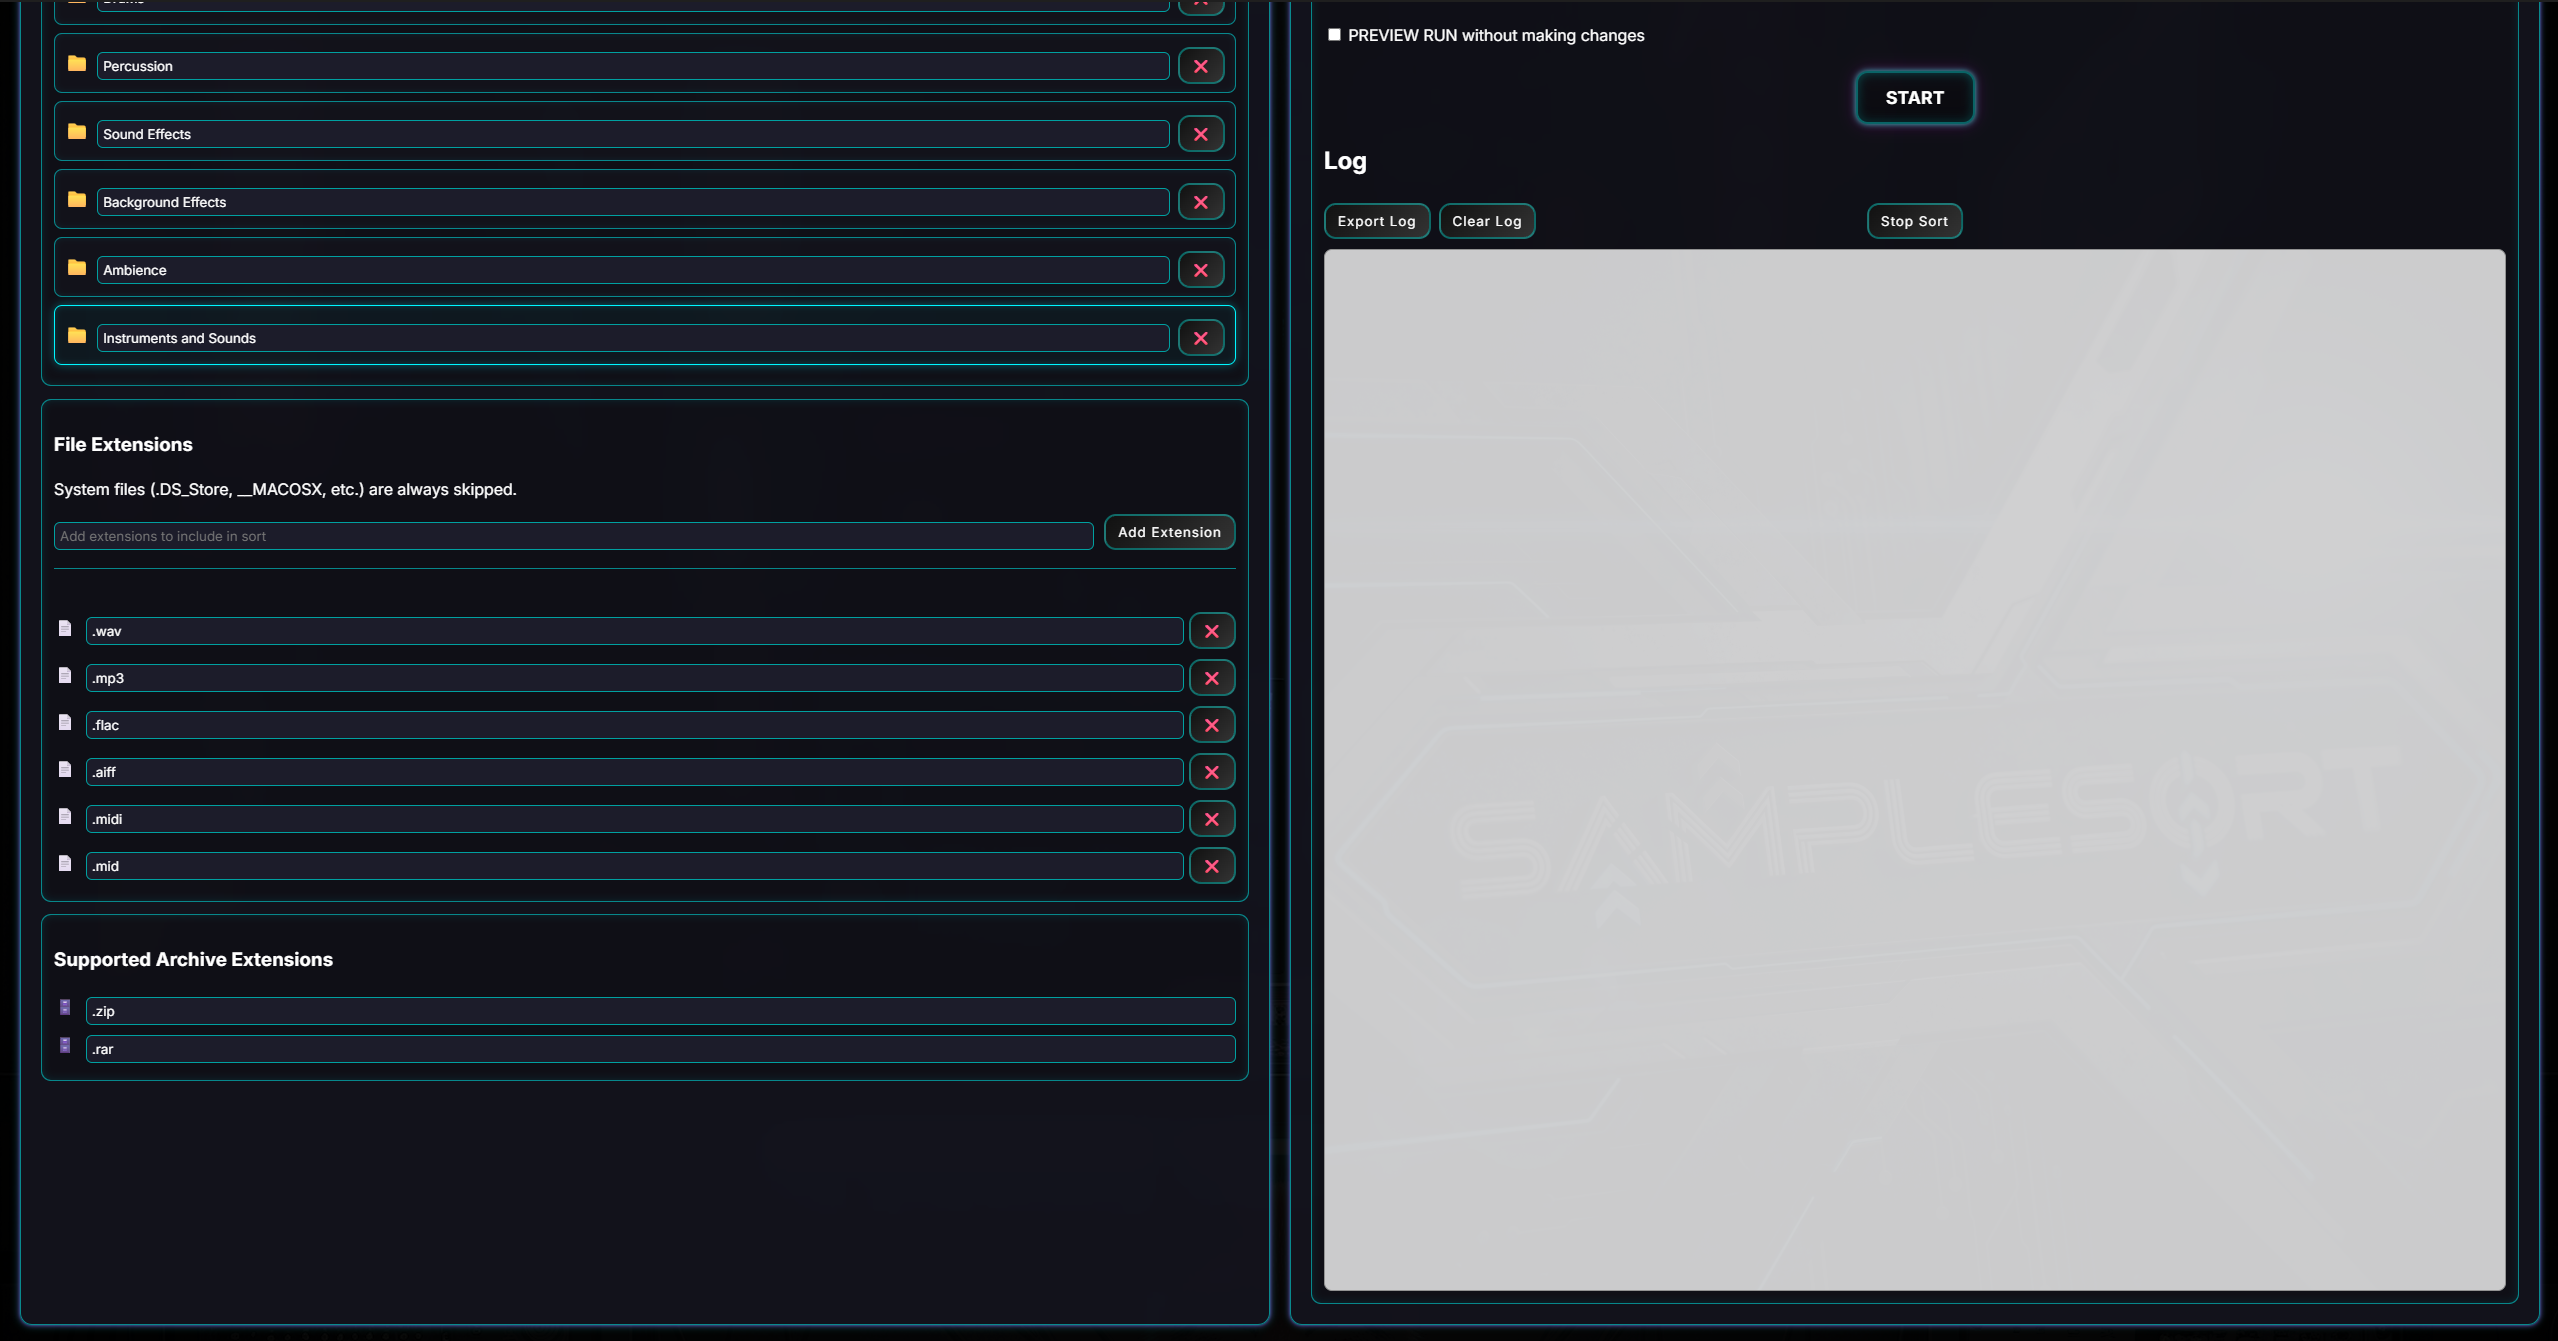 Drums
Percussion
Sound Effects
Background Effects
Ambience
Instruments and Sounds
File Extensions
System files (.DS_Store, __MACOSX, etc.) are always skipped.
Add extensions to include in sort
Add Extension
.wav
.mp3
.flac
.aiff
.midi
.mid
Supported Archive Extensions
.zip
.rar
PREVIEW RUN without making changes
START
Log
Export Log
Clear Log
Stop Sort
SAMPLESORT